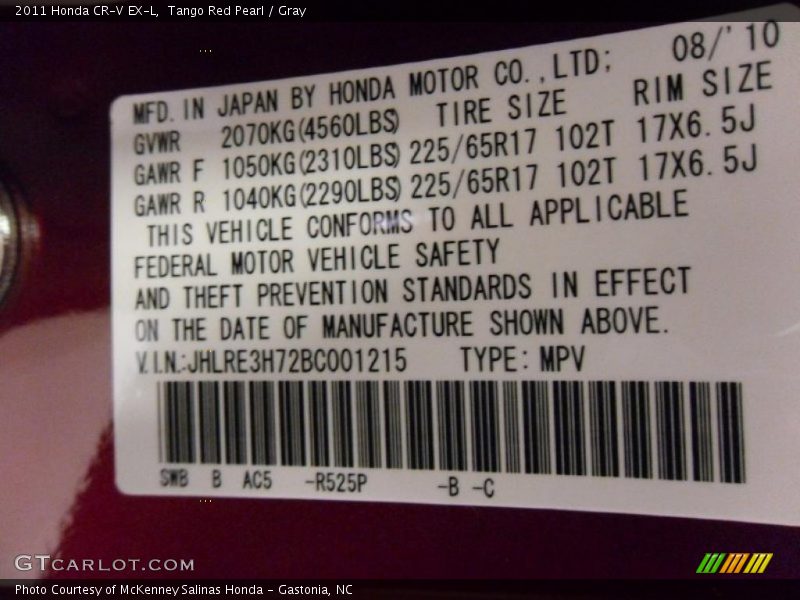 2011 Honda CR-V EX-L, Tango Red Pearl / Gray
MFD. IN JAPAN BY HONDA MOTOR CO.,LTD; 08/'10
GVWR 2070KG(4560LBS) TIRE SIZE RIM SIZE
GAWR F 1050KG(2310LBS) 225/65R17 102T 17X6.5J
GAWR R 1040KG(2290LBS) 225/65R17 102T 17X6.5J
THIS VEHICLE CONFORMS TO ALL APPLICABLE
FEDERAL MOTOR VEHICLE SAFETY
AND THEFT PREVENTION STANDARDS IN EFFECT
ON THE DATE OF MANUFACTURE SHOWN ABOVE.
V.I.N.:JHLRE3H72BC001215 TYPE: MPV
SWB B AC5 -R525P -B -C
GTCARLOT.COM
Photo Courtesy of McKenney Salinas Honda - Gastonia, NC